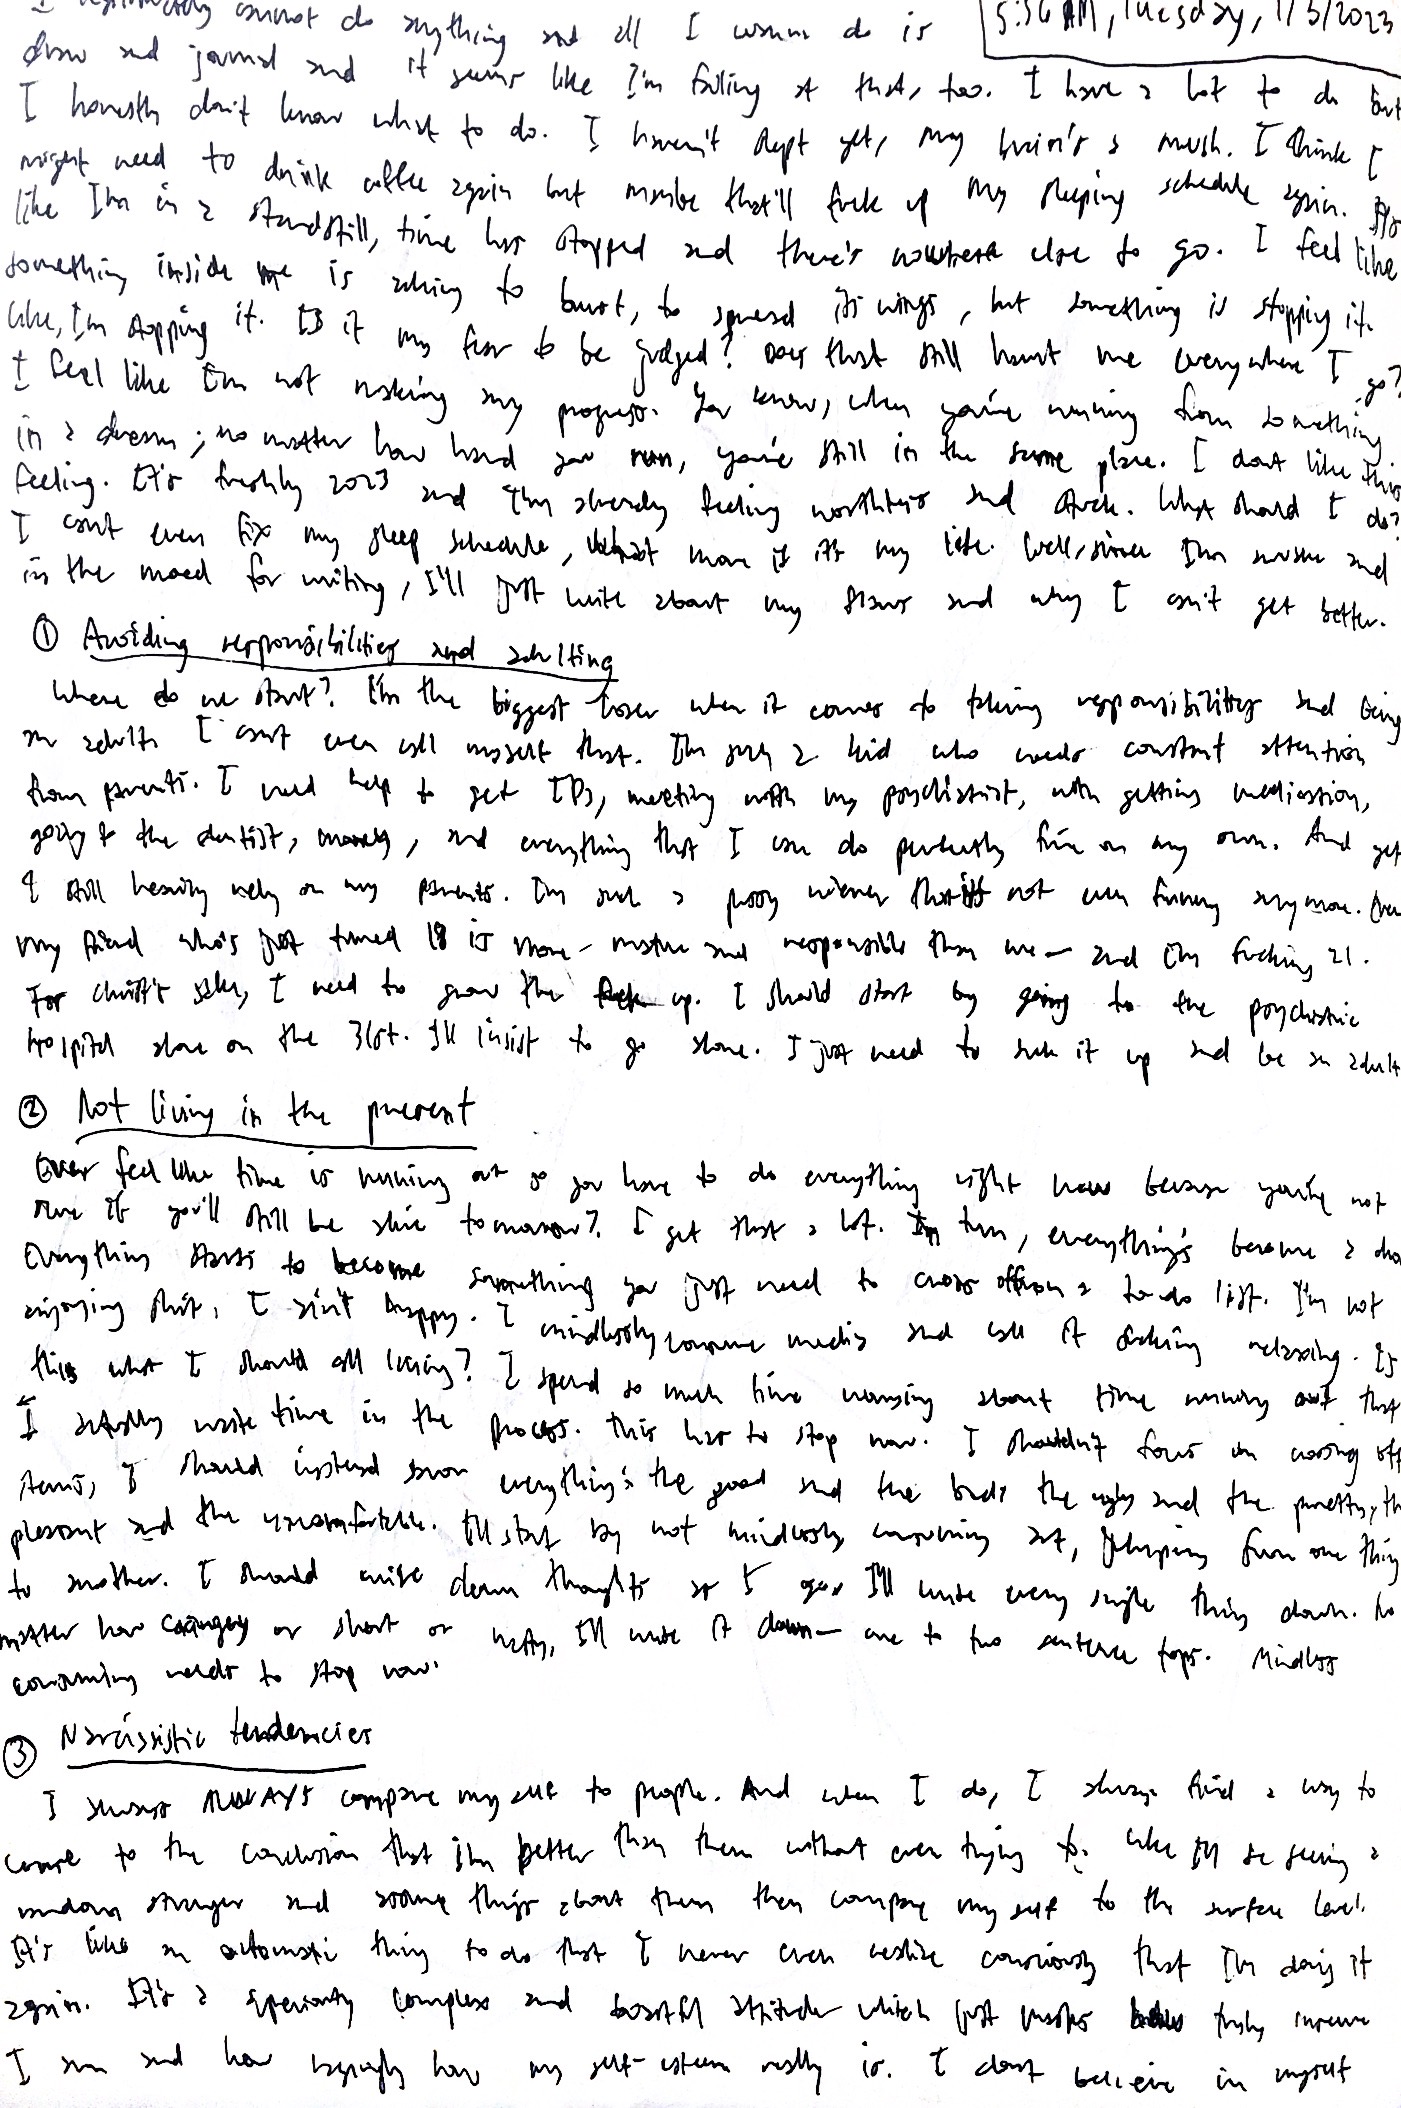 5:56 AM, Tuesday, 1/3/2023
I legitimately cannot do anything and all I wanna do is
draw and journal and it seems like I'm failing at that, too. I have a lot to do but
I honestly don't know what to do. I haven't slept yet, my brain's a mush. I think I
might need to drink coffee again but maybe that'll fuck up my sleeping schedule again. It's
like I'm in a standstill, time has stopped and there's nowhere else to go. I feel like
something inside me is aching to burst, to spread its wings, but something is stopping it.
like, I'm stopping it. Is it my fear to be judged? Does that still haunt me everywhere I go?
I feel like I'm not making any progress. You know, when you're running from something
in a dream; no matter how hard you run, you're still in the same place. I don't like this
feeling. It's freshly 2023 and I'm already feeling worthless and stuck. What should I do?
I can't even fix my sleep schedule, what more if it's my life. Well, since I'm awake and
in the mood for writing, I'll just write about my flaws and why I can't get better.
① Avoiding responsibilities and adulting
Where do we start? I'm the biggest loser when it comes to taking responsibilities and being
an adult. I can't even call myself that. I'm such a kid who needs constant attention
from parents. I need help to get IDs, meeting with my psychiatrist, with getting medication,
going to the dentist, and everything that I can do perfectly fine on my own. And yet
I still heavily rely on my parents. I'm such a pussy wiener that it's not even funny anymore. Even
my friend who's just turned 18 is more mature and responsible than me — and I'm fucking 21.
For christ's sake, I need to grow the fuck up. I should start by going to the psychiatric
hospital alone on the 31st. I'll insist to go alone. I just need to suck it up and be an adult
② Not living in the present
Ever feel like time is running out so you have to do everything right now because you're not
sure if you'll still be alive tomorrow? I get that a lot. In turn, everything's become a cho
Everything starts to become something you just need to cross off from a to-do list. I'm not
enjoying shit, I ain't happy. I mindlessly consume media and call it fucking relaxing. Is
this what I should call living? I spend so much time worrying about time running out that
I actually waste time in the process. This has to stop now. I shouldn't focus on crossing off
items, I should instead savor everything: the good and the bad, the ugly and the pretty, th
pleasant and the uncomfortable. I'll start by not mindlessly consuming art, jumping from one thing
to another. I should write down thoughts as I go. I'll write every single thing down. No
matter how cringey or short or hefty, I'll write it down — one to two sentence tops. Mindless
consuming needs to stop now.
③ Narcissistic tendencies
I always ALWAYS compare myself to people. And when I do, I always find a way to
come to the conclusion that I'm better than them without even trying to. Like I'll be seeing a
random stranger and some things about them then compare myself to the surface level.
It's like an automatic thing to do that I never even realize consciously that I'm doing it
again. It's a superiority complex and boastful attitude which just masks truly insecure
I am and how laughably low my self-esteem really is. I don't believe in myself